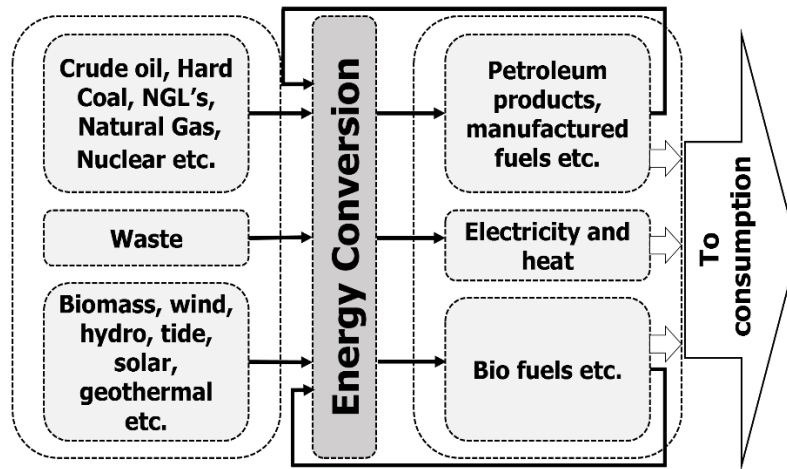 Crude oil, Hard
Coal, NGL's,
Natural Gas,
Nuclear etc.
Waste
Biomass, wind,
hydro, tide,
solar,
geothermal
etc.
Energy Conversion
Petroleum
products,
manufactured
fuels etc.
Electricity and
heat
Bio fuels etc.
To
consumption